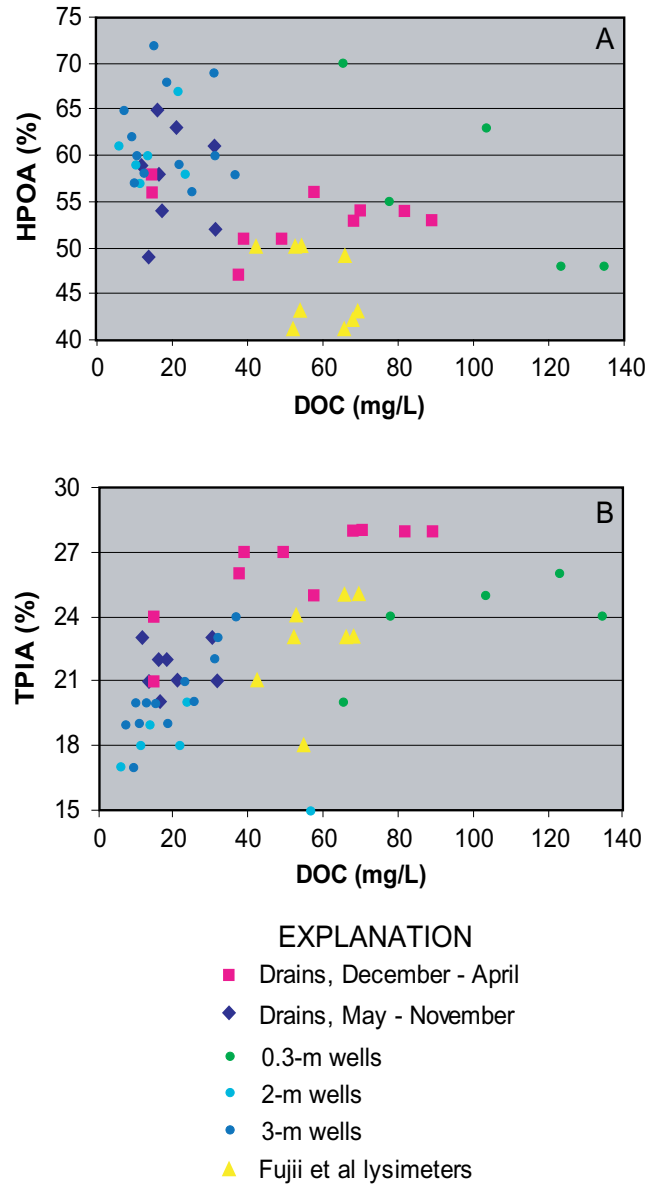 75
70
65
60
55
50
45
40
HPOA (%)
A
0 20 40 60 80 100 120 140
DOC (mg/L)
30
27
24
21
18
15
TPIA (%)
B
0 20 40 60 80 100 120 140
DOC (mg/L)
EXPLANATION
Drains, December - April
Drains, May - November
0.3-m wells
2-m wells
3-m wells
Fujii et al lysimeters